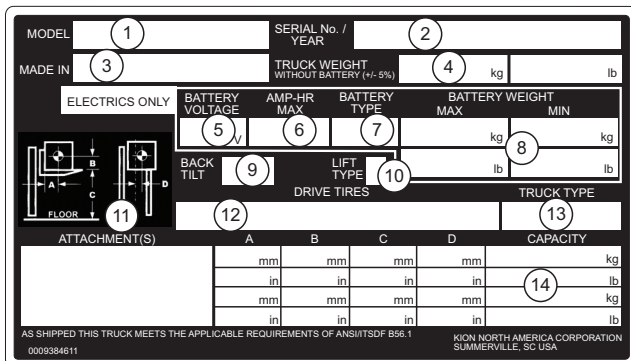 MODEL 1 SERIAL No. / YEAR 2
MADE IN 3 TRUCK WEIGHT WITHOUT BATTERY (+/- 5%) 4 kg lb
ELECTRICS ONLY BATTERY VOLTAGE AMP-HR MAX BATTERY TYPE BATTERY WEIGHT
MAX MIN
5 V 6 7 kg kg
8
BACK TILT 9 LIFT TYPE 10 lb lb
A B C D
FLOOR 11
DRIVE TIRES TRUCK TYPE
12 13
ATTACHMENT(S) A B C D CAPACITY
mm mm mm mm kg
in in in in 14 lb
mm mm mm mm kg
in in in in lb
AS SHIPPED THIS TRUCK MEETS THE APPLICABLE REQUIREMENTS OF ANSI/ITSDF B56.1
0009384611
KION NORTH AMERICA CORPORATION
SUMMERVILLE, SC USA